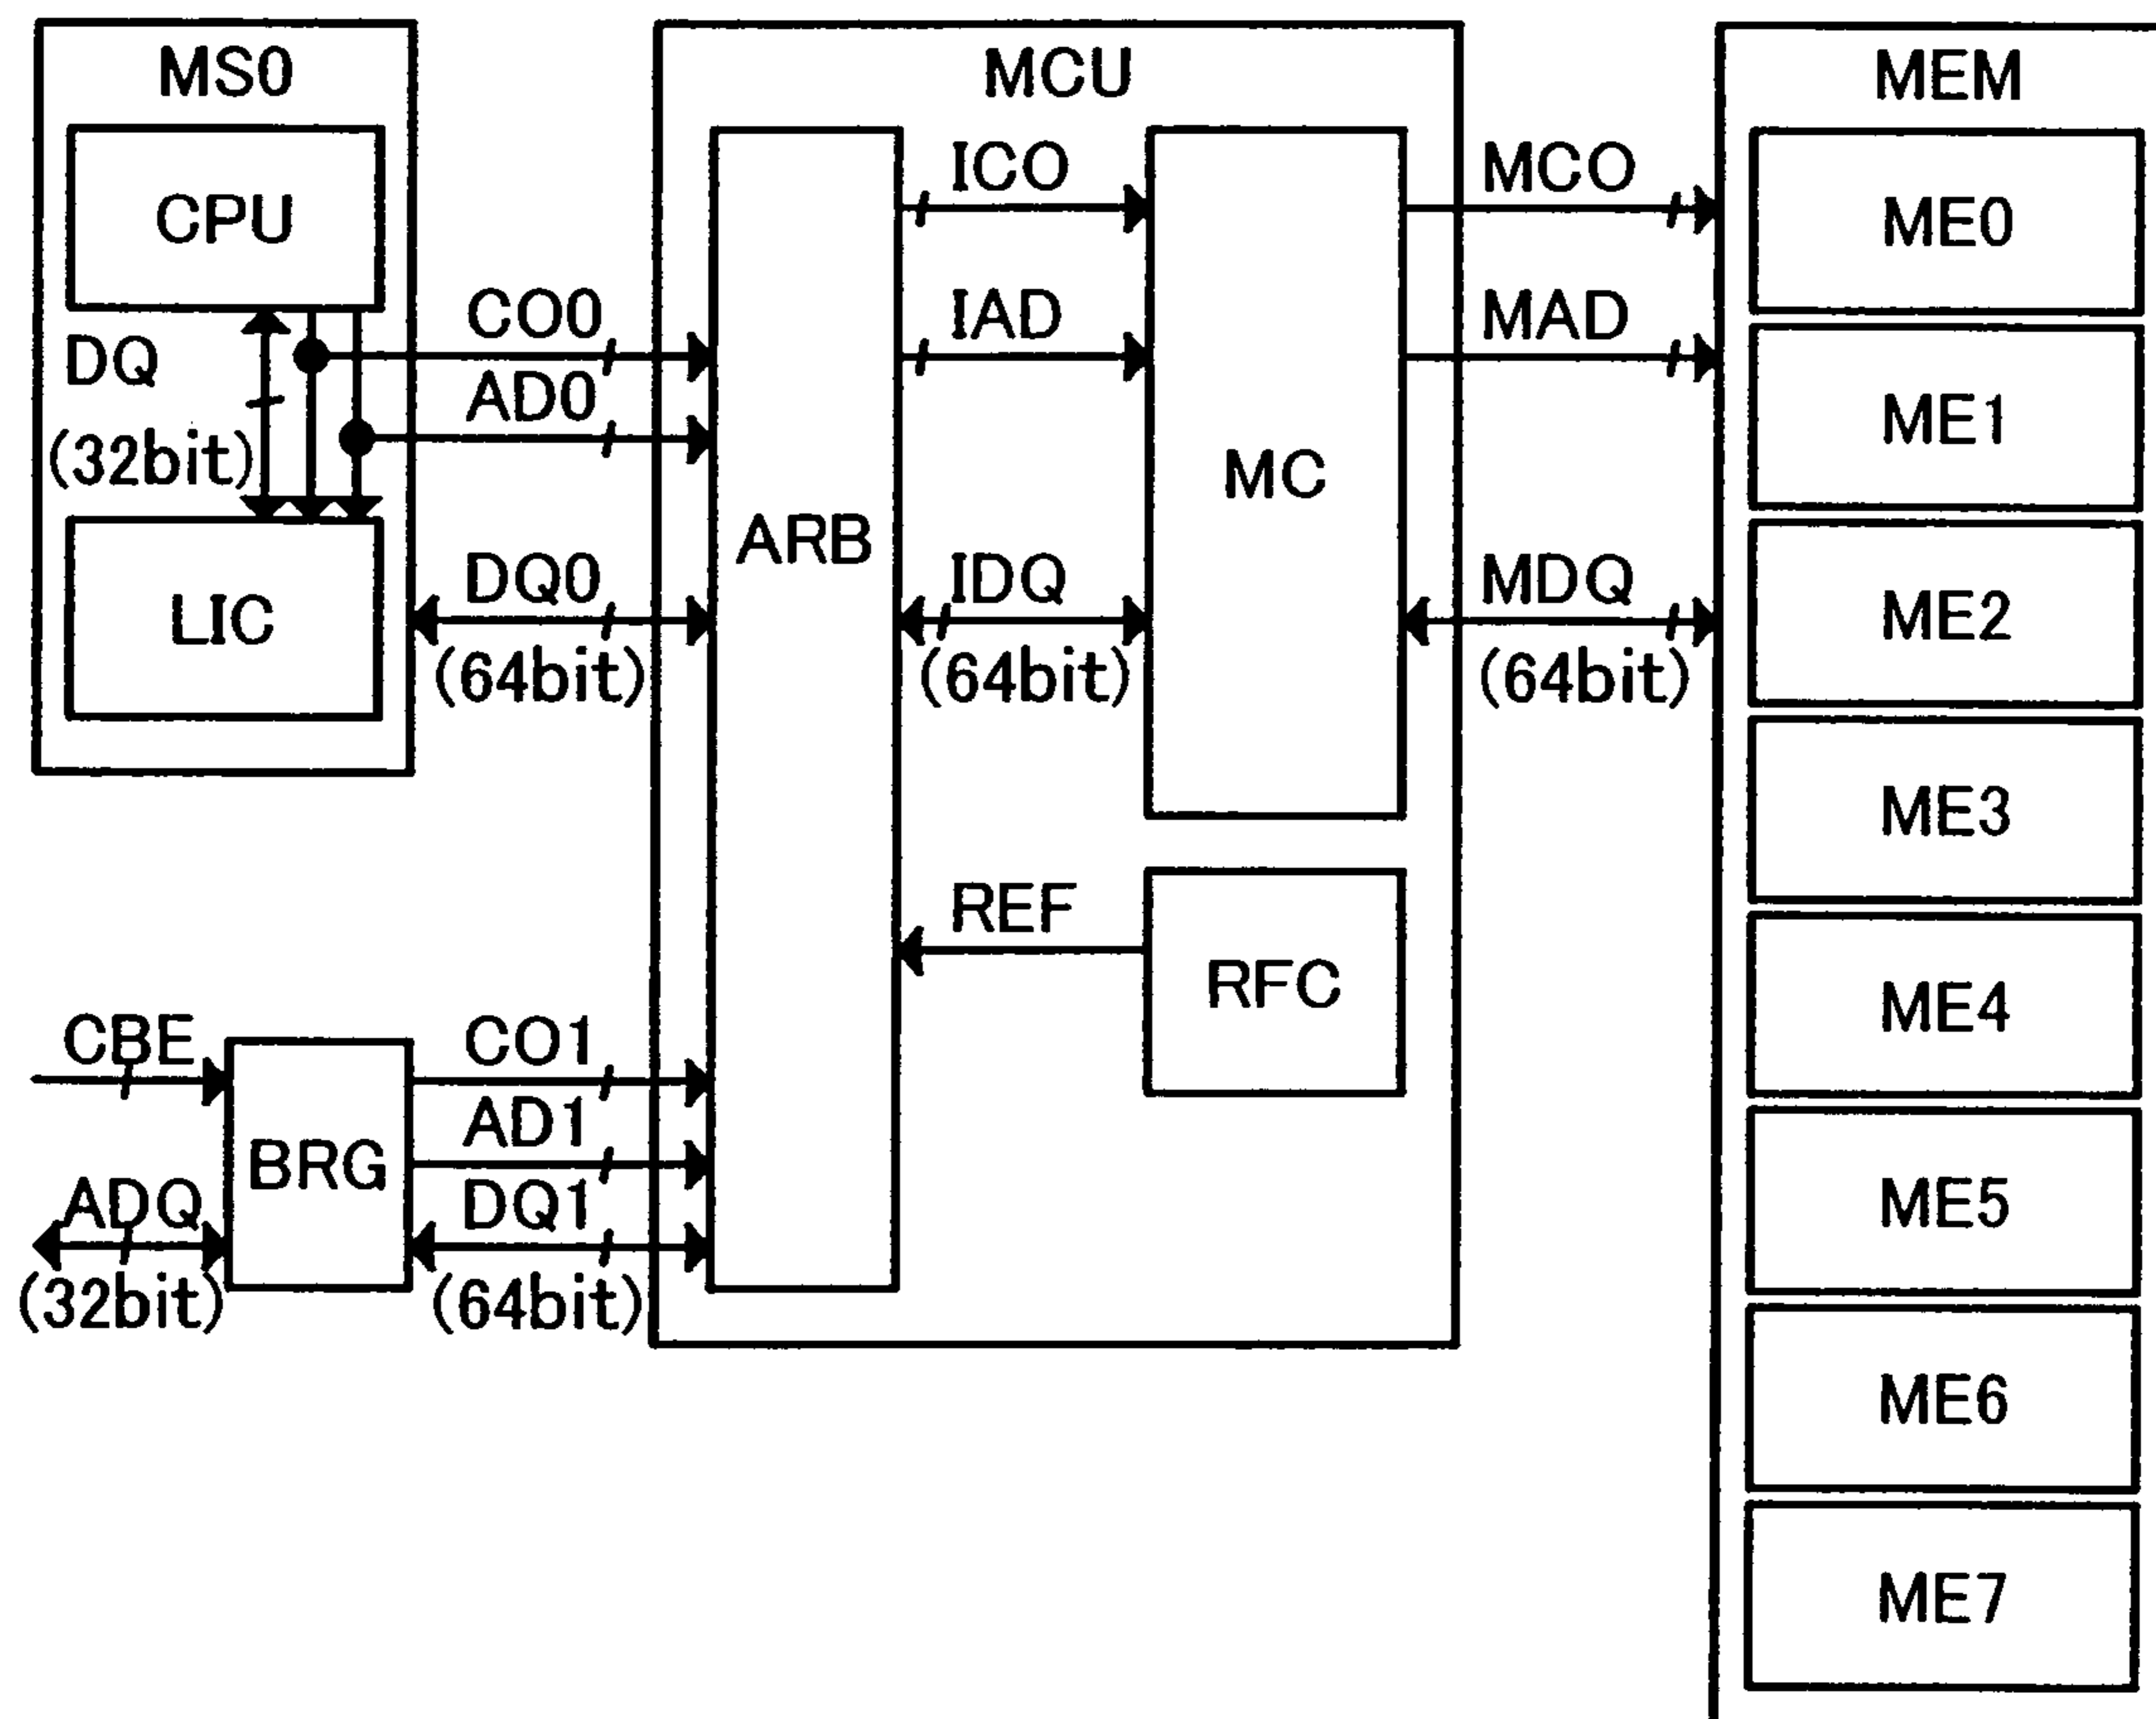 MS0
CPU
DQ
(32bit)
LIC
CO0
AD0
DQ0
(64bit)
CBE
ADQ
(32bit)
BRG
CO1
AD1
DQ1
(64bit)
MCU
ARB
ICO
IAD
IDQ
(64bit)
MC
REF
RFC
MCO
MAD
MDQ
(64bit)
MEM
ME0
ME1
ME2
ME3
ME4
ME5
ME6
ME7